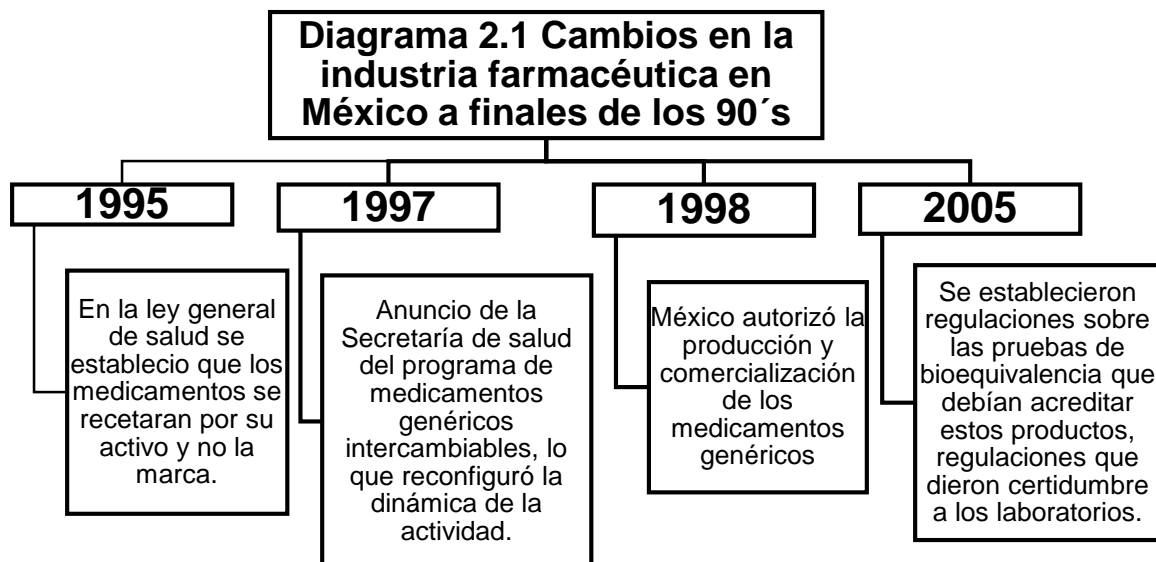 Diagrama 2.1 Cambios en la
industria farmacéutica en
México a finales de los 90´s
1995
En la ley general
de salud se
establecio que los
medicamentos se
recetaran por su
activo y no la
marca.
1997
Anuncio de la
Secretaría de salud
del programa de
medicamentos
genéricos
intercambiables, lo
que reconfiguró la
dinámica de la
actividad.
1998
México autorizó la
producción y
comercialización
de los
medicamentos
genéricos
2005
Se establecieron
regulaciones sobre
las pruebas de
bioequivalencia que
debían acreditar
estos productos,
regulaciones que
dieron certidumbre
a los laboratorios.